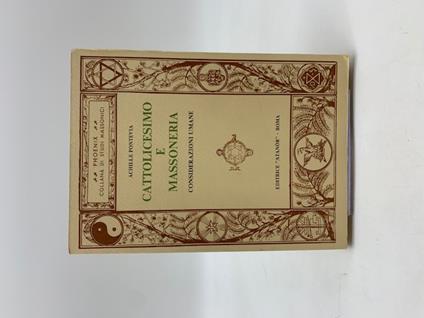 PHOENIX
COLLANA DI STUDI MASSONICI
ACHILLE PONTEVIA
CATTOLICESIMO
E
MASSONERIA
CONSIDERAZIONI UMANE
EDITRICE "ATANÒR" - ROMA